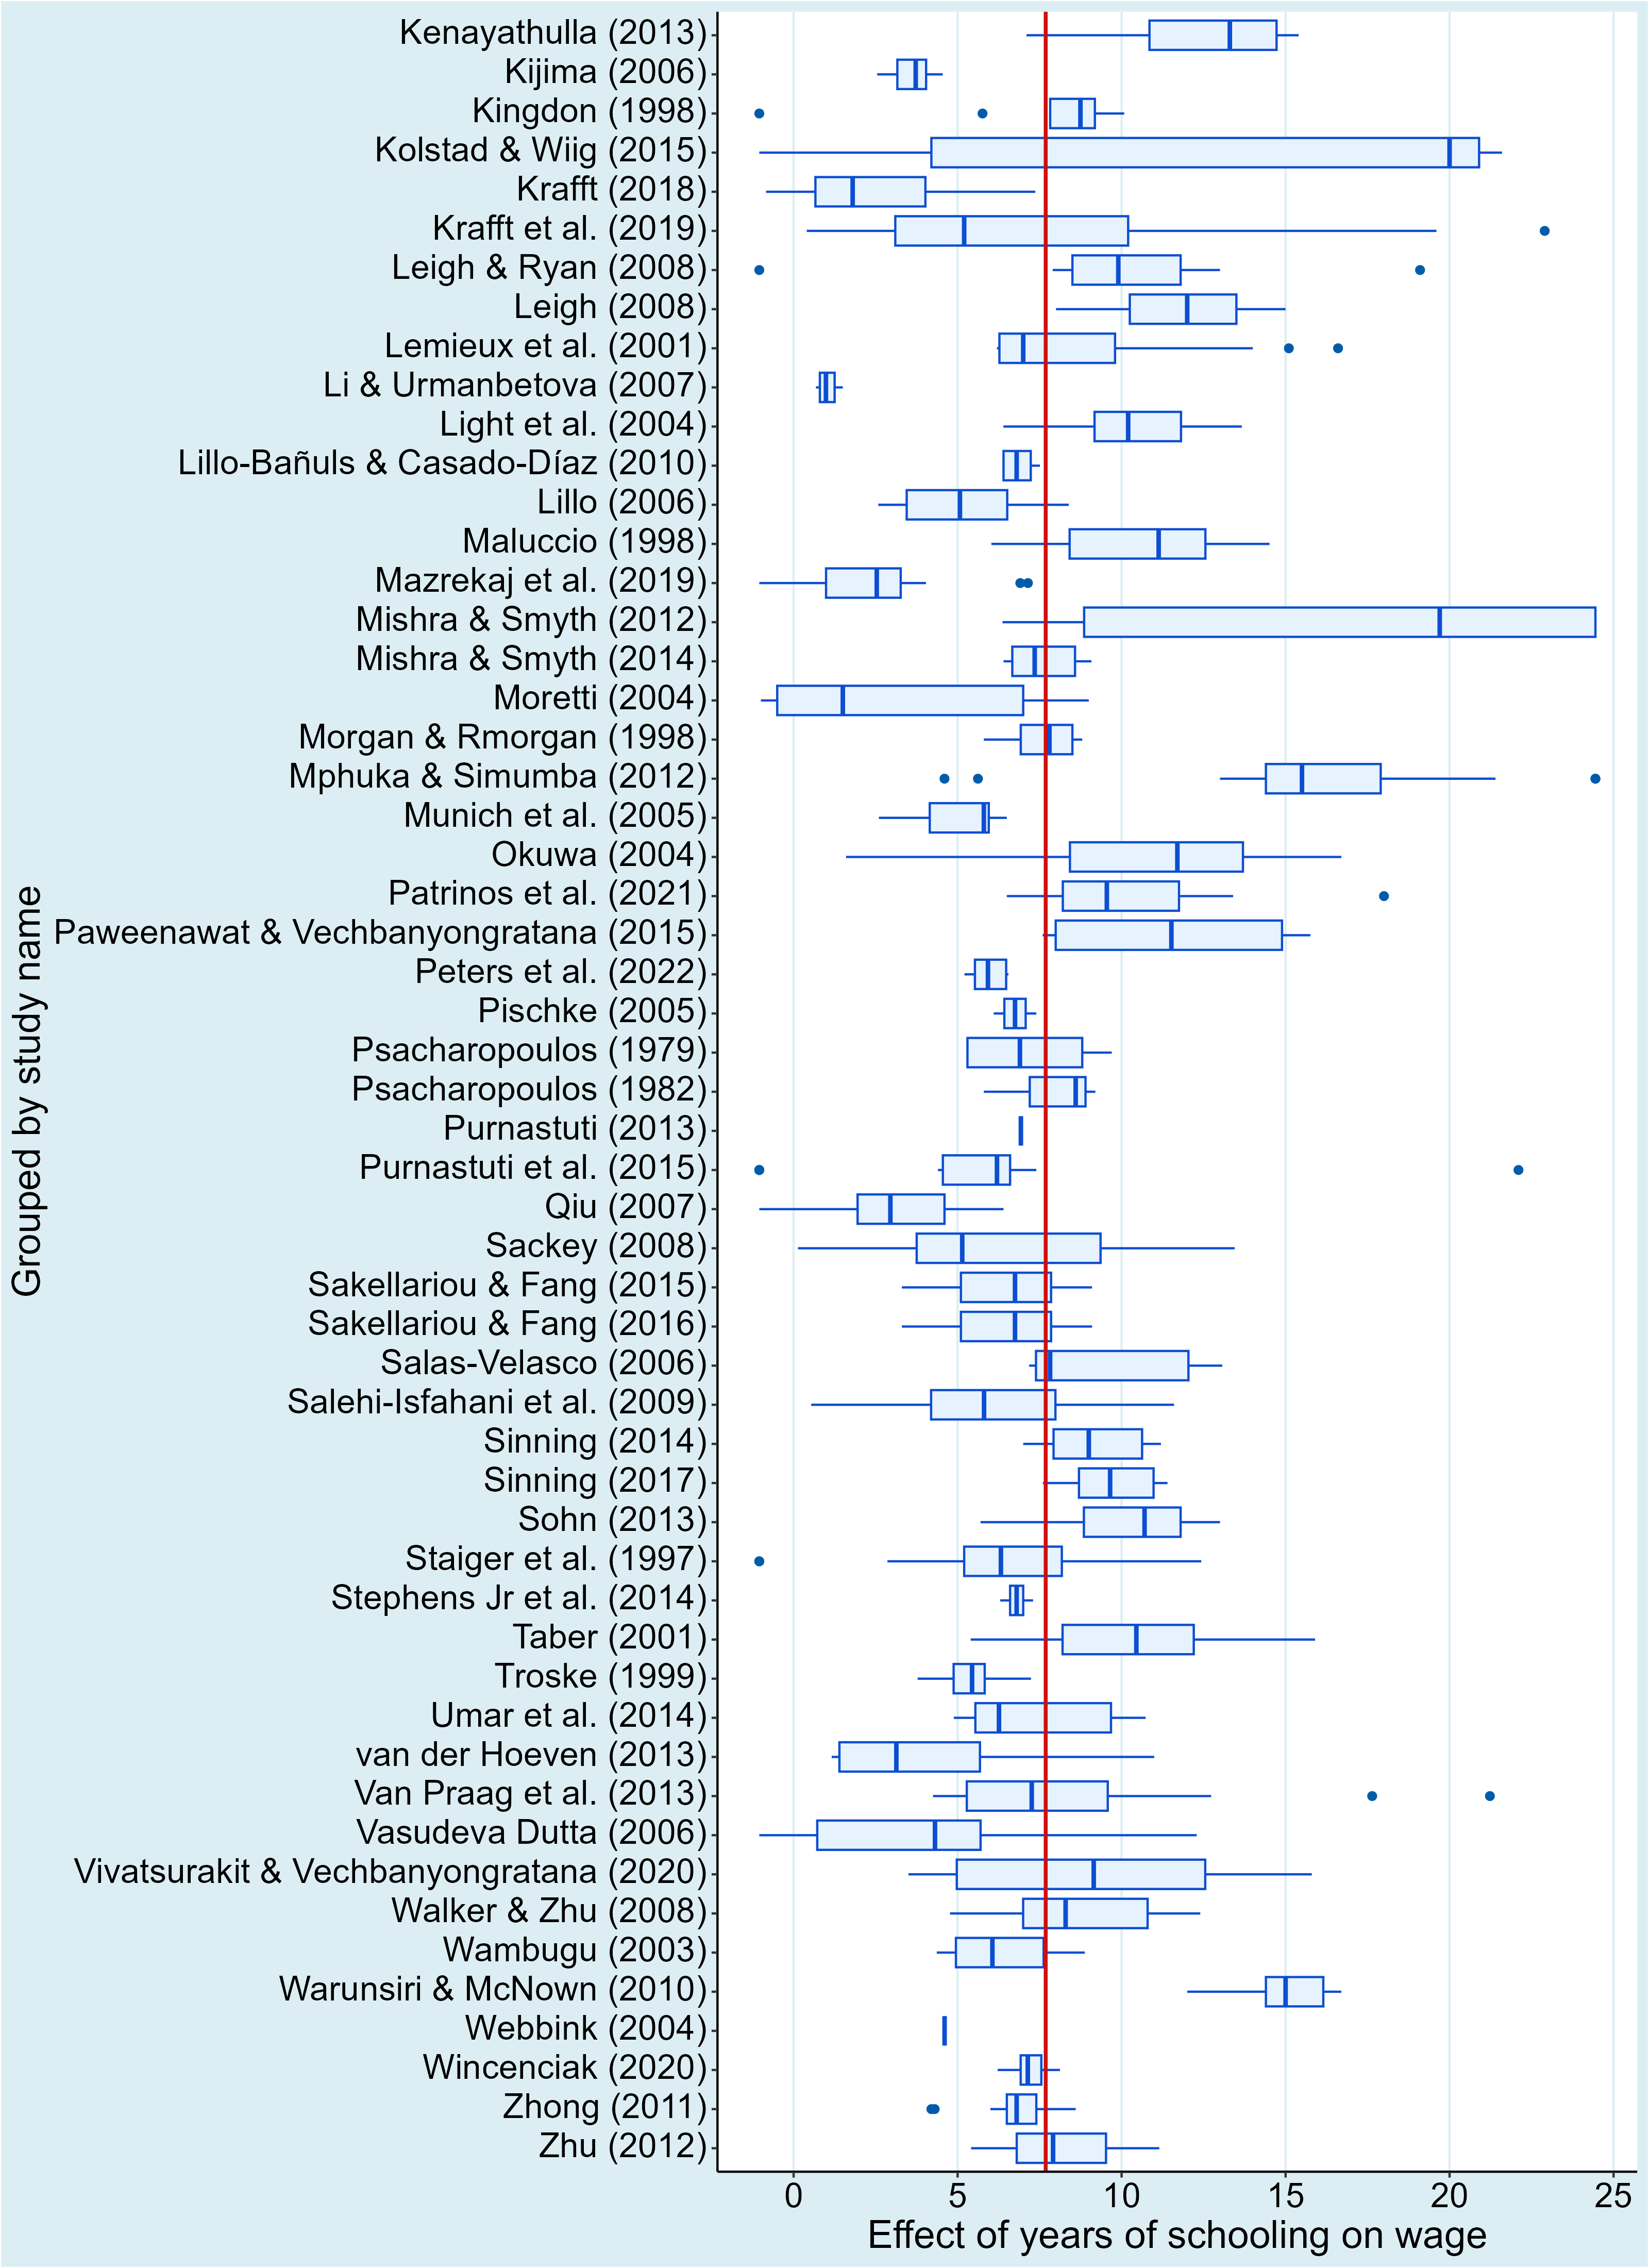 Kenayathulla (2013)
Kijima (2006)
Kingdon (1998)
Kolstad & Wiig (2015)
Krafft (2018)
Krafft et al. (2019)
Leigh & Ryan (2008)
Leigh (2008)
Lemieux et al. (2001)
Li & Urmanbetova (2007)
Light et al. (2004)
Lillo-Bañuls & Casado-Díaz (2010)
Lillo (2006)
Maluccio (1998)
Mazrekaj et al. (2019)
Mishra & Smyth (2012)
Mishra & Smyth (2014)
Moretti (2004)
Morgan & Rmorgan (1998)
Mphuka & Simumba (2012)
Munich et al. (2005)
Okuwa (2004)
Patrinos et al. (2021)
Paweenawat & Vechbanyongratana (2015)
Peters et al. (2022)
Pischke (2005)
Psacharopoulos (1979)
Psacharopoulos (1982)
Purnastuti (2013)
Purnastuti et al. (2015)
Qiu (2007)
Sackey (2008)
Sakellariou & Fang (2015)
Sakellariou & Fang (2016)
Salas-Velasco (2006)
Salehi-Isfahani et al. (2009)
Sinning (2014)
Sinning (2017)
Sohn (2013)
Staiger et al. (1997)
Stephens Jr et al. (2014)
Taber (2001)
Troske (1999)
Umar et al. (2014)
van der Hoeven (2013)
Van Praag et al. (2013)
Vasudeva Dutta (2006)
Vivatsurakit & Vechbanyongratana (2020)
Walker & Zhu (2008)
Wambugu (2003)
Warunsiri & McNown (2010)
Webbink (2004)
Wincenciak (2020)
Zhong (2011)
Zhu (2012)
Grouped by study name
0 5 10 15 20 25
Effect of years of schooling on wage